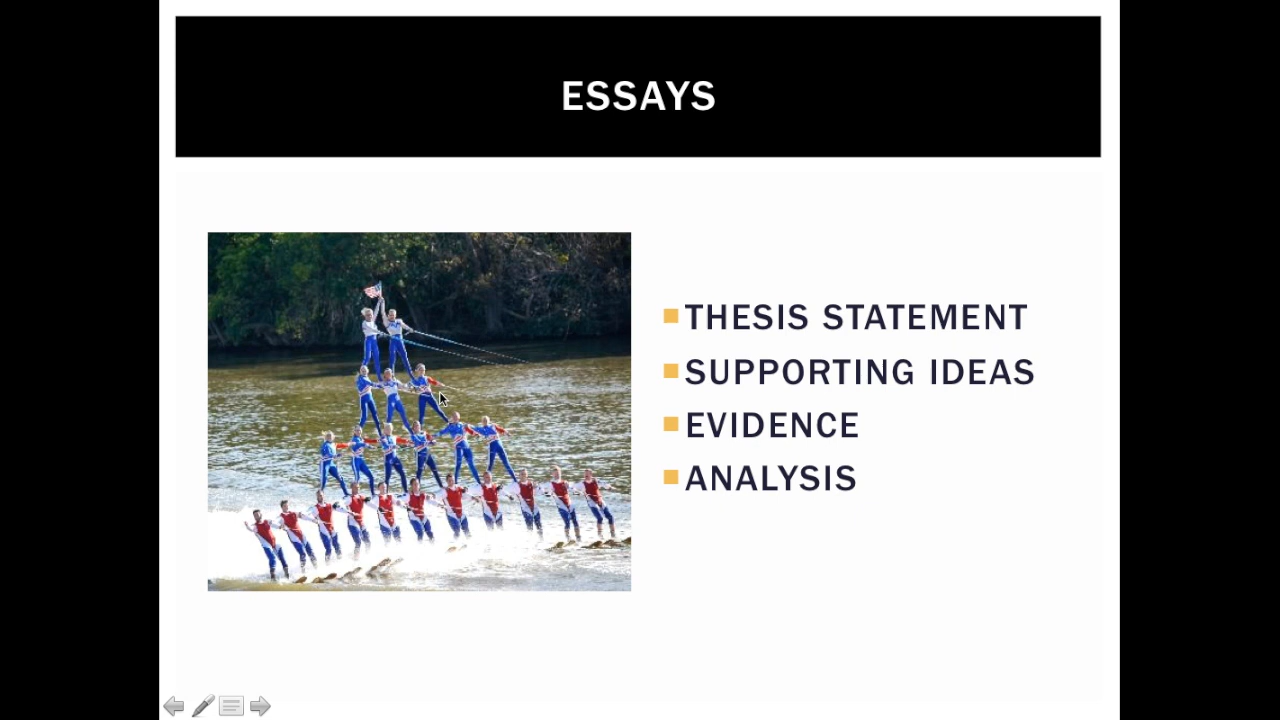 ESSAYS
THESIS STATEMENT
SUPPORTING IDEAS
EVIDENCE
ANALYSIS